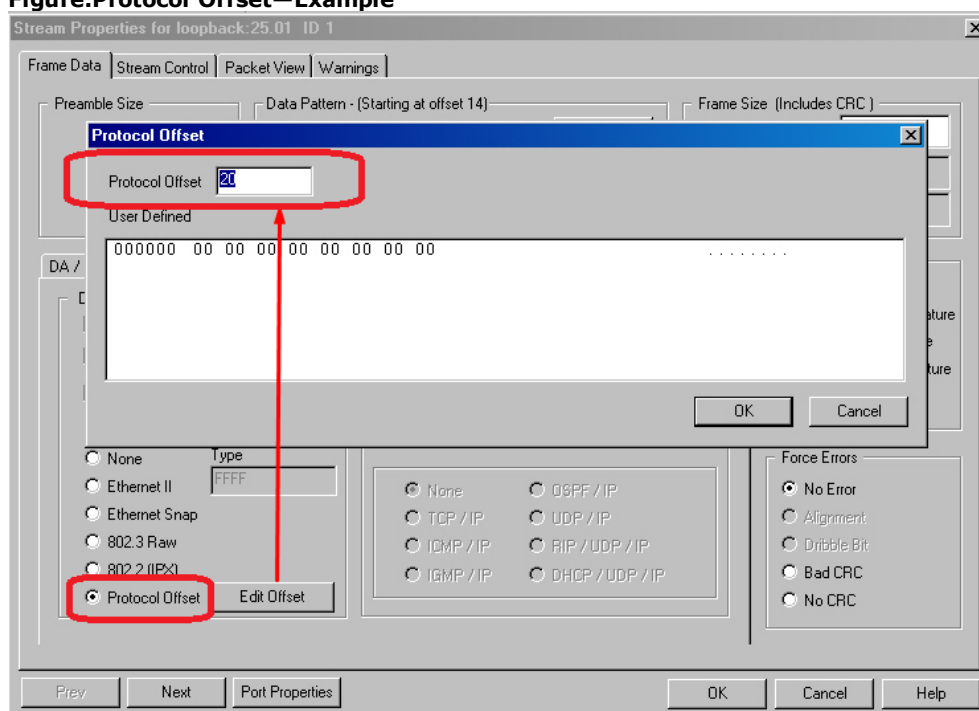 Figure:Protocol Offset—Example
Stream Properties for loopback:25.01 ID 1
Frame Data Stream Control Packet View Warnings
Preamble Size
Data Pattern - (Starting at offset 14)
Frame Size (Includes CRC )
Protocol Offset
Protocol Offset 20
User Defined
000000 00 00 00 00 00 00 00 00 ........
DA /
ature
ture
OK Cancel
None
Type
FFFF
Ethernet II
Ethernet Snap
802.3 Raw
802.2 (IPX)
Protocol Offset
Edit Offset
None
OSPF / IP
TCP / IP
UDP / IP
ICMP / IP
RIP / UDP / IP
IGMP / IP
DHCP / UDP / IP
Force Errors
No Error
Alignment
Dribble Bit
Bad CRC
No CRC
Prev Next Port Properties OK Cancel Help